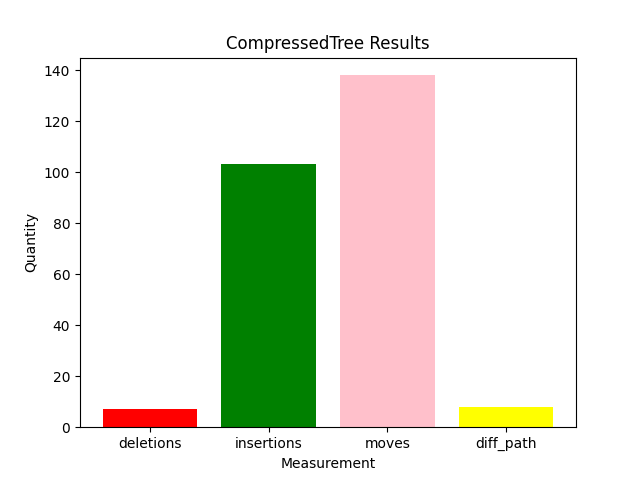 CompressedTree Results
140
120
100
80
60
40
20
0
Quantity
deletions insertions moves diff_path
Measurement